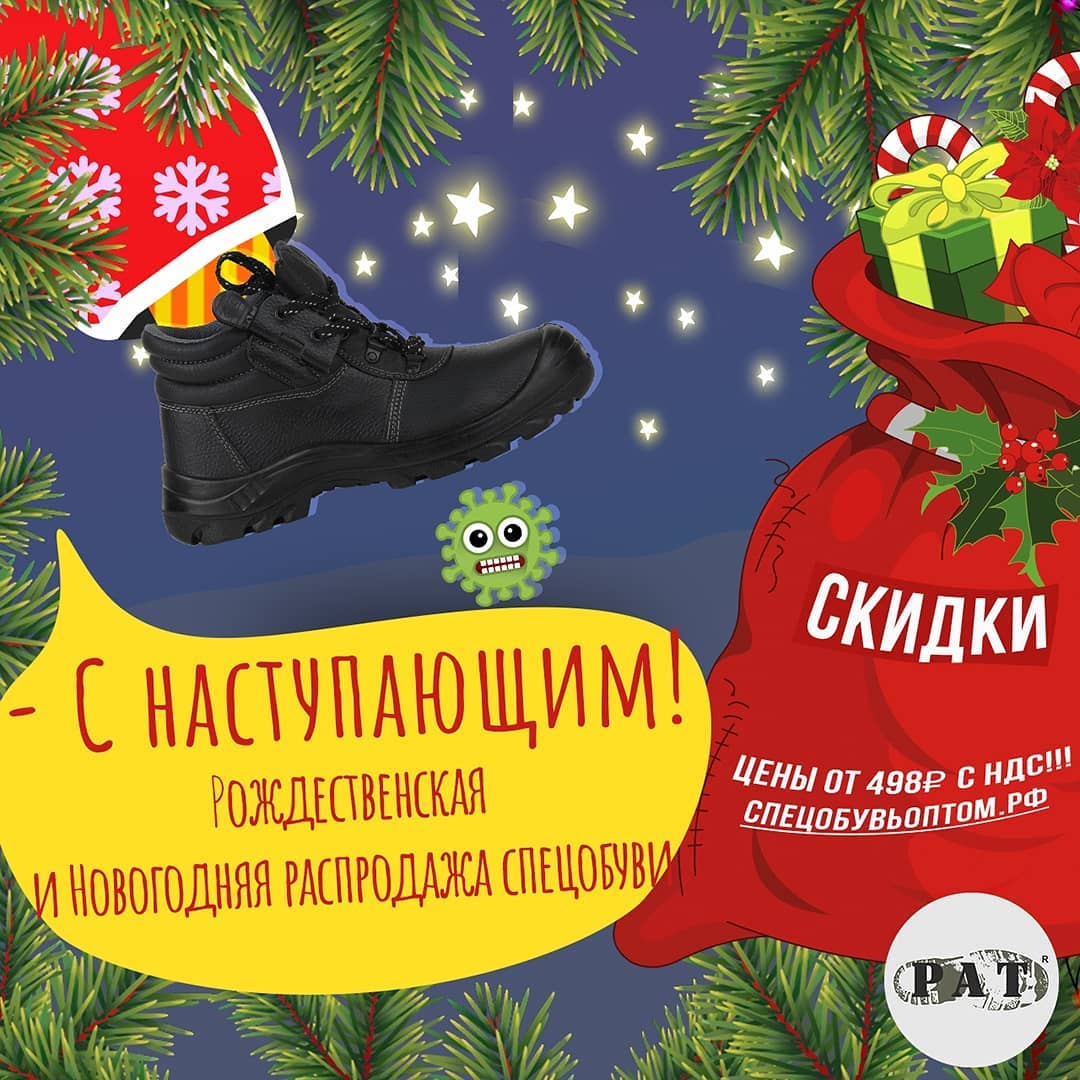 - С НАСТУПАЮЩИМ!
РОЖДЕСТВЕНСКАЯ
И НОВОГОДНЯЯ РАСПРОДАЖА СПЕЦОБУВИ
СКИДКИ
ЦЕНЫ ОТ 498₽ С НДС!!!
СПЕЦОБУВЬОПТОМ.РФ
РАТ®